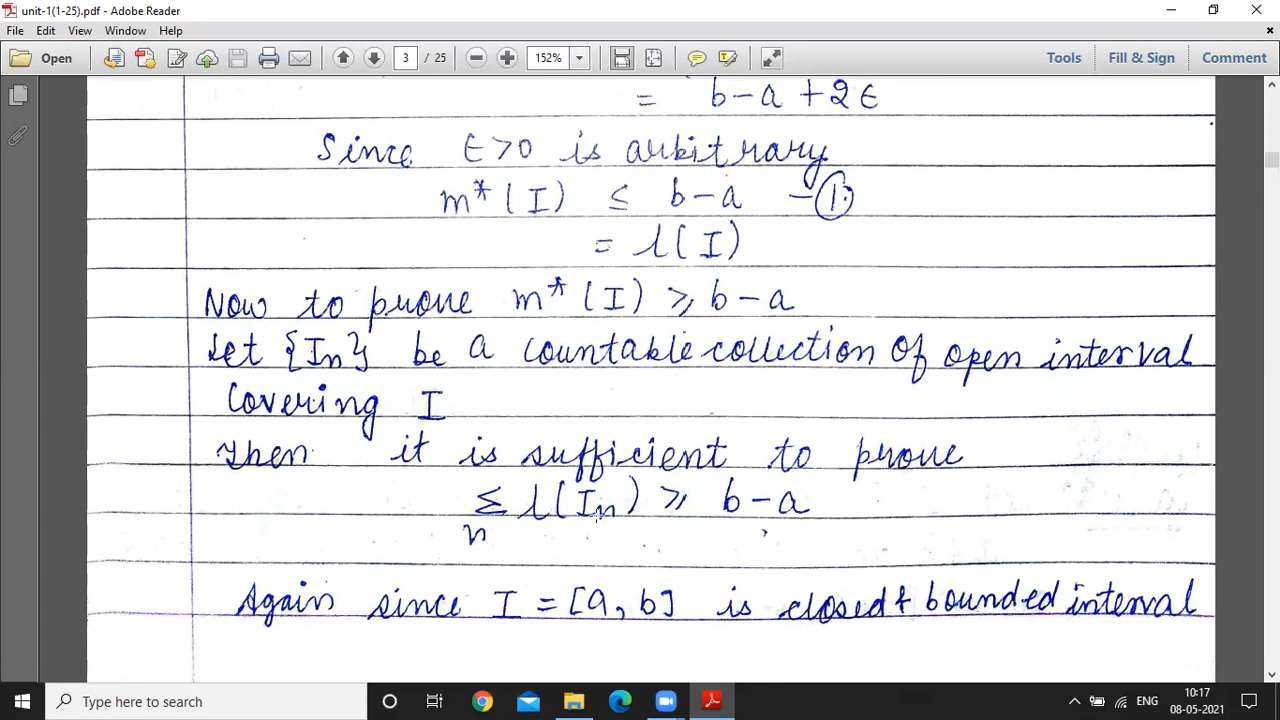 unit-1(1-25).pdf - Adobe Reader
File Edit View Window Help
Open 3 / 25 152% Tools Fill & Sign Comment
= b-a+2ϵ
Since ϵ>0 is arbitrary
m*(I) ≤ b-a -①
= l(I)
Now to prove m*(I) ≥ b-a
Let {In} be a countable collection of open interval
Covering I
Then it is sufficient to prove
Σ l(In) ≥ b-a
n
Again since I = [a, b] is closed & bounded interval
Type here to search ENG 10:17
08-05-2021